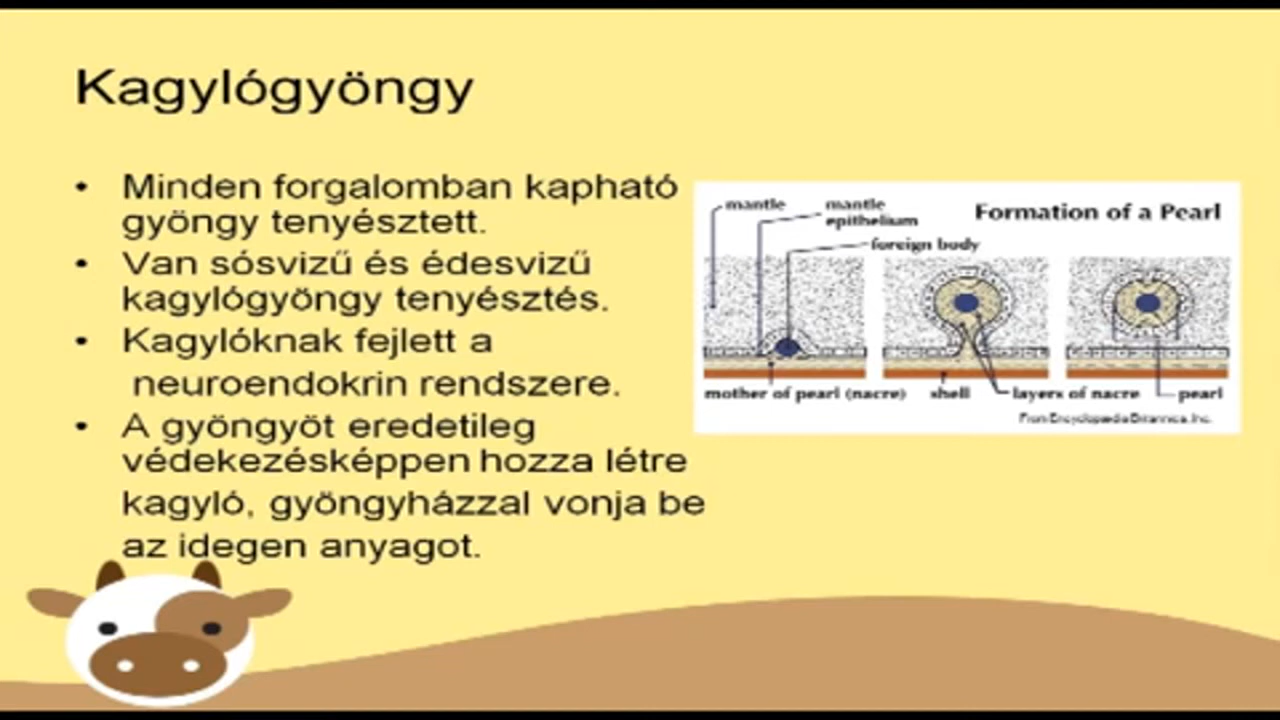 Kagylógyöngy
• Minden forgalomban kapható
gyöngy tenyésztett.
• Van sósvizű és édesvizű
kagylógyöngy tenyésztés.
• Kagylóknak fejlett a
neuroendokrin rendszere.
• A gyöngyöt eredetileg
védekezésképpen hozza létre
kagyló, gyöngyházzal vonja be
az idegen anyagot.
Formation of a Pearl
mantle
mantle
epithelium
foreign body
mother of pearl (nacre)
shell
layers of nacre
pearl
From Encyclopædia Britannica, Inc.